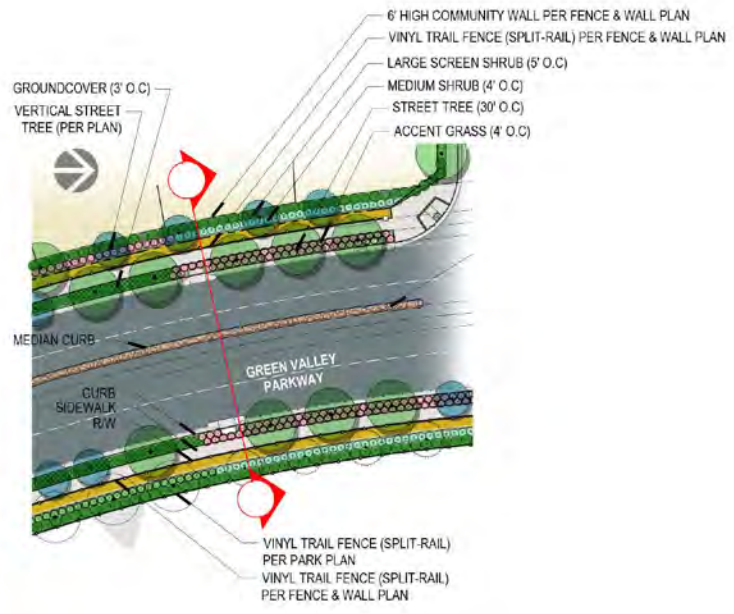 6' HIGH COMMUNITY WALL PER FENCE & WALL PLAN
VINYL TRAIL FENCE (SPLIT-RAIL) PER FENCE & WALL PLAN
LARGE SCREEN SHRUB (5' O.C)
MEDIUM SHRUB (4' O.C)
STREET TREE (30' O.C)
ACCENT GRASS (4' O.C)
GROUNDCOVER (3' O.C)
VERTICAL STREET
TREE (PER PLAN)
MEDIAN CURB
GREEN VALLEY
PARKWAY
CURB
SIDEWALK
R/W
VINYL TRAIL FENCE (SPLIT-RAIL)
PER PARK PLAN
VINYL TRAIL FENCE (SPLIT-RAIL)
PER FENCE & WALL PLAN